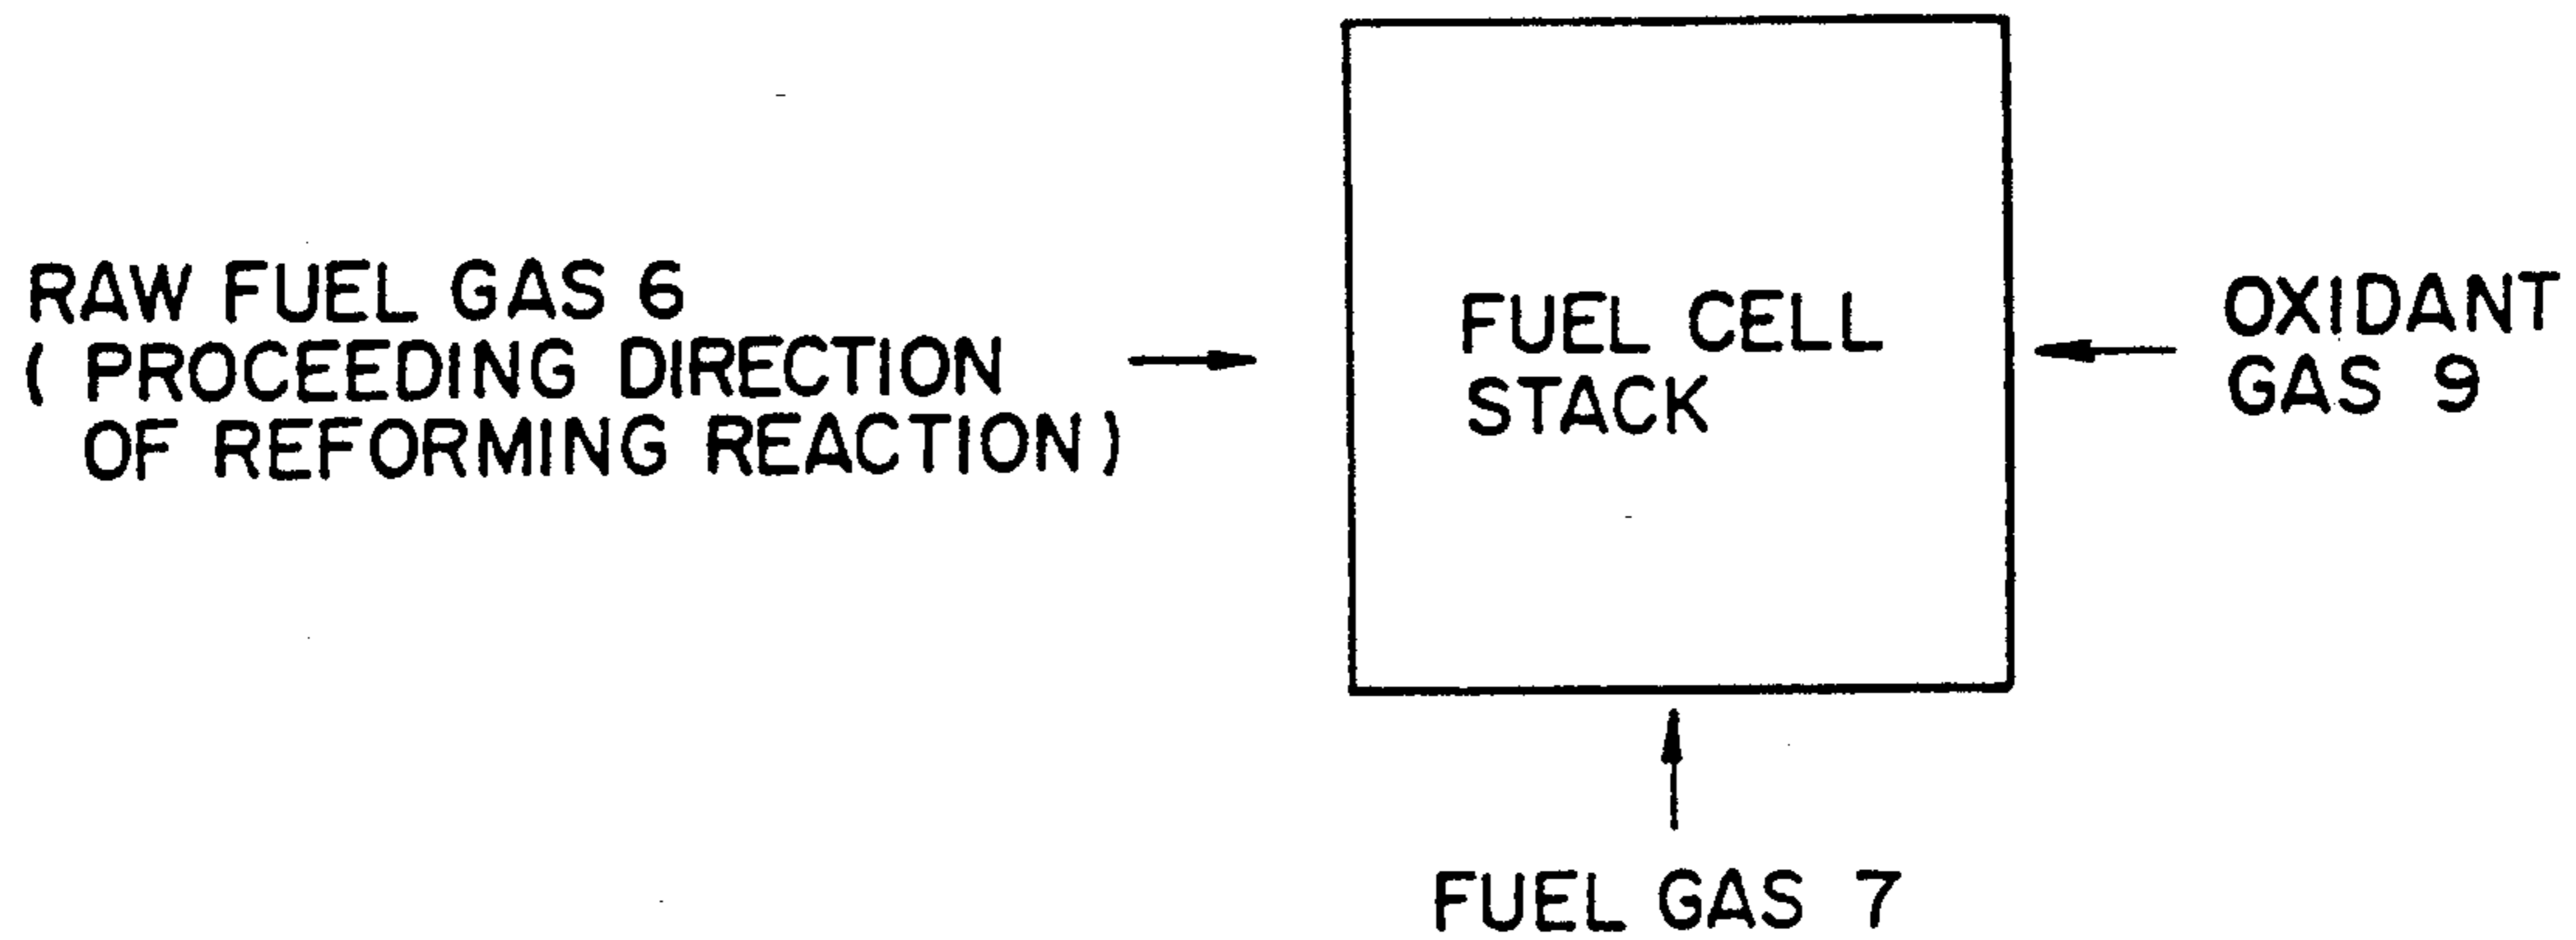 RAW FUEL GAS 6
( PROCEEDING DIRECTION
OF REFORMING REACTION )
FUEL CELL
STACK
OXIDANT
GAS 9
FUEL GAS 7